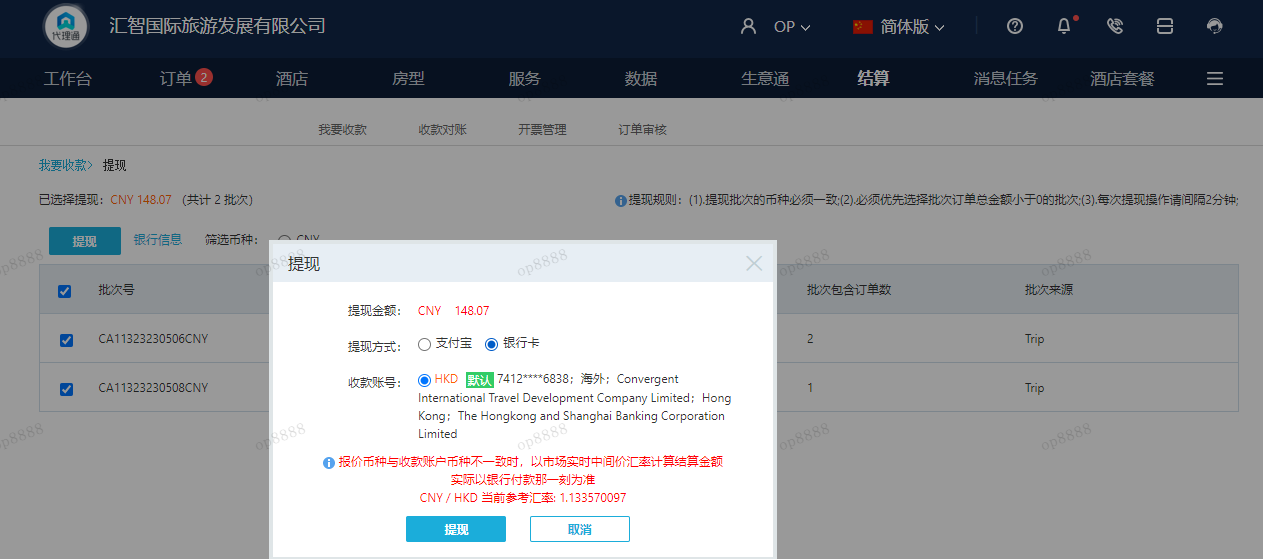 代理通
汇智国际旅游发展有限公司
OP
简体版
工作台
订单 2
酒店
房型
服务
数据
生意通
结算
消息任务
酒店套餐
我要收款
收款对账
开票管理
订单审核
我要收款> 提现
已选择提现: CNY 148.07 (共计 2 批次)
提现规则: (1).提现批次的币种必须一致;(2).必须优先选择批次订单总金额小于0的批次;(3).每次提现操作请间隔2分钟;
提现
银行信息
筛选币种:
CNY
批次号
批次包含订单数
批次来源
CA11323230506CNY
2
Trip
CA11323230508CNY
1
Trip
提现
提现金额: CNY 148.07
提现方式: 支付宝 银行卡
收款账号: HKD 默认 7412****6838; 海外; Convergent
International Travel Development Company Limited; Hong
Kong; The Hongkong and Shanghai Banking Corporation
Limited
报价币种与收款账户币种不一致时，以市场实时中间价汇率计算结算金额
实际以银行付款那一刻为准
CNY / HKD 当前参考汇率: 1.133570097
提现
取消
op8888
op8888
op8888
op8888
op8888
op8888
op8888
op8888
op8888
op8888